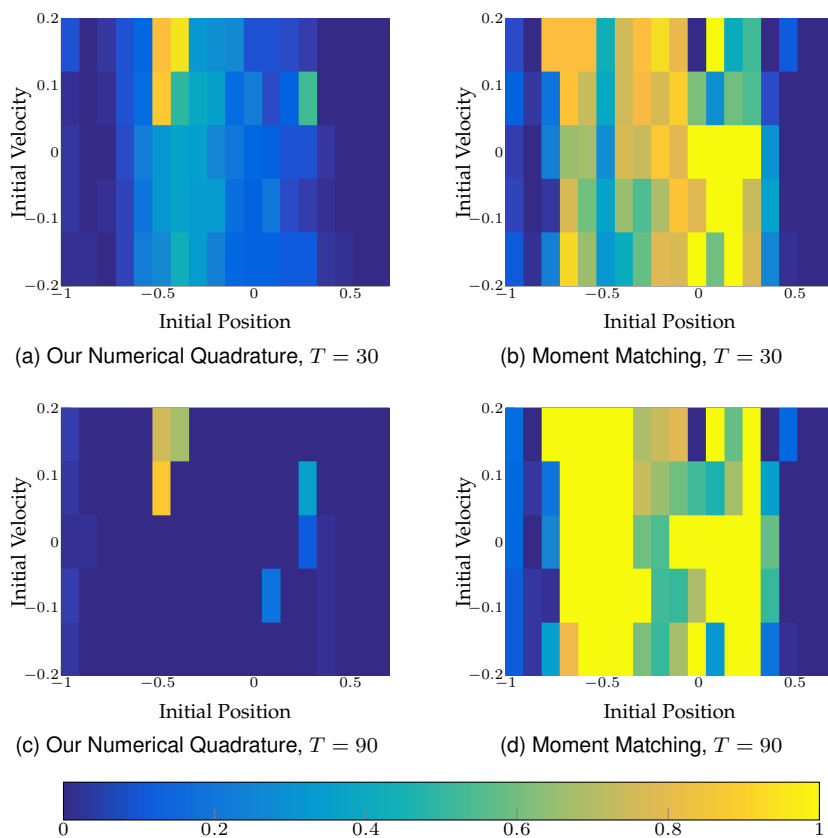 0.2
0.1
0
−0.1
−0.2
Initial Velocity
−1 −0.5 0 0.5
Initial Position
(a) Our Numerical Quadrature, T = 30
0.2
0.1
0
−0.1
−0.2
Initial Velocity
−1 −0.5 0 0.5
Initial Position
(b) Moment Matching, T = 30
0.2
0.1
0
−0.1
−0.2
Initial Velocity
−1 −0.5 0 0.5
Initial Position
(c) Our Numerical Quadrature, T = 90
0.2
0.1
0
−0.1
−0.2
Initial Velocity
−1 −0.5 0 0.5
Initial Position
(d) Moment Matching, T = 90
0 0.2 0.4 0.6 0.8 1